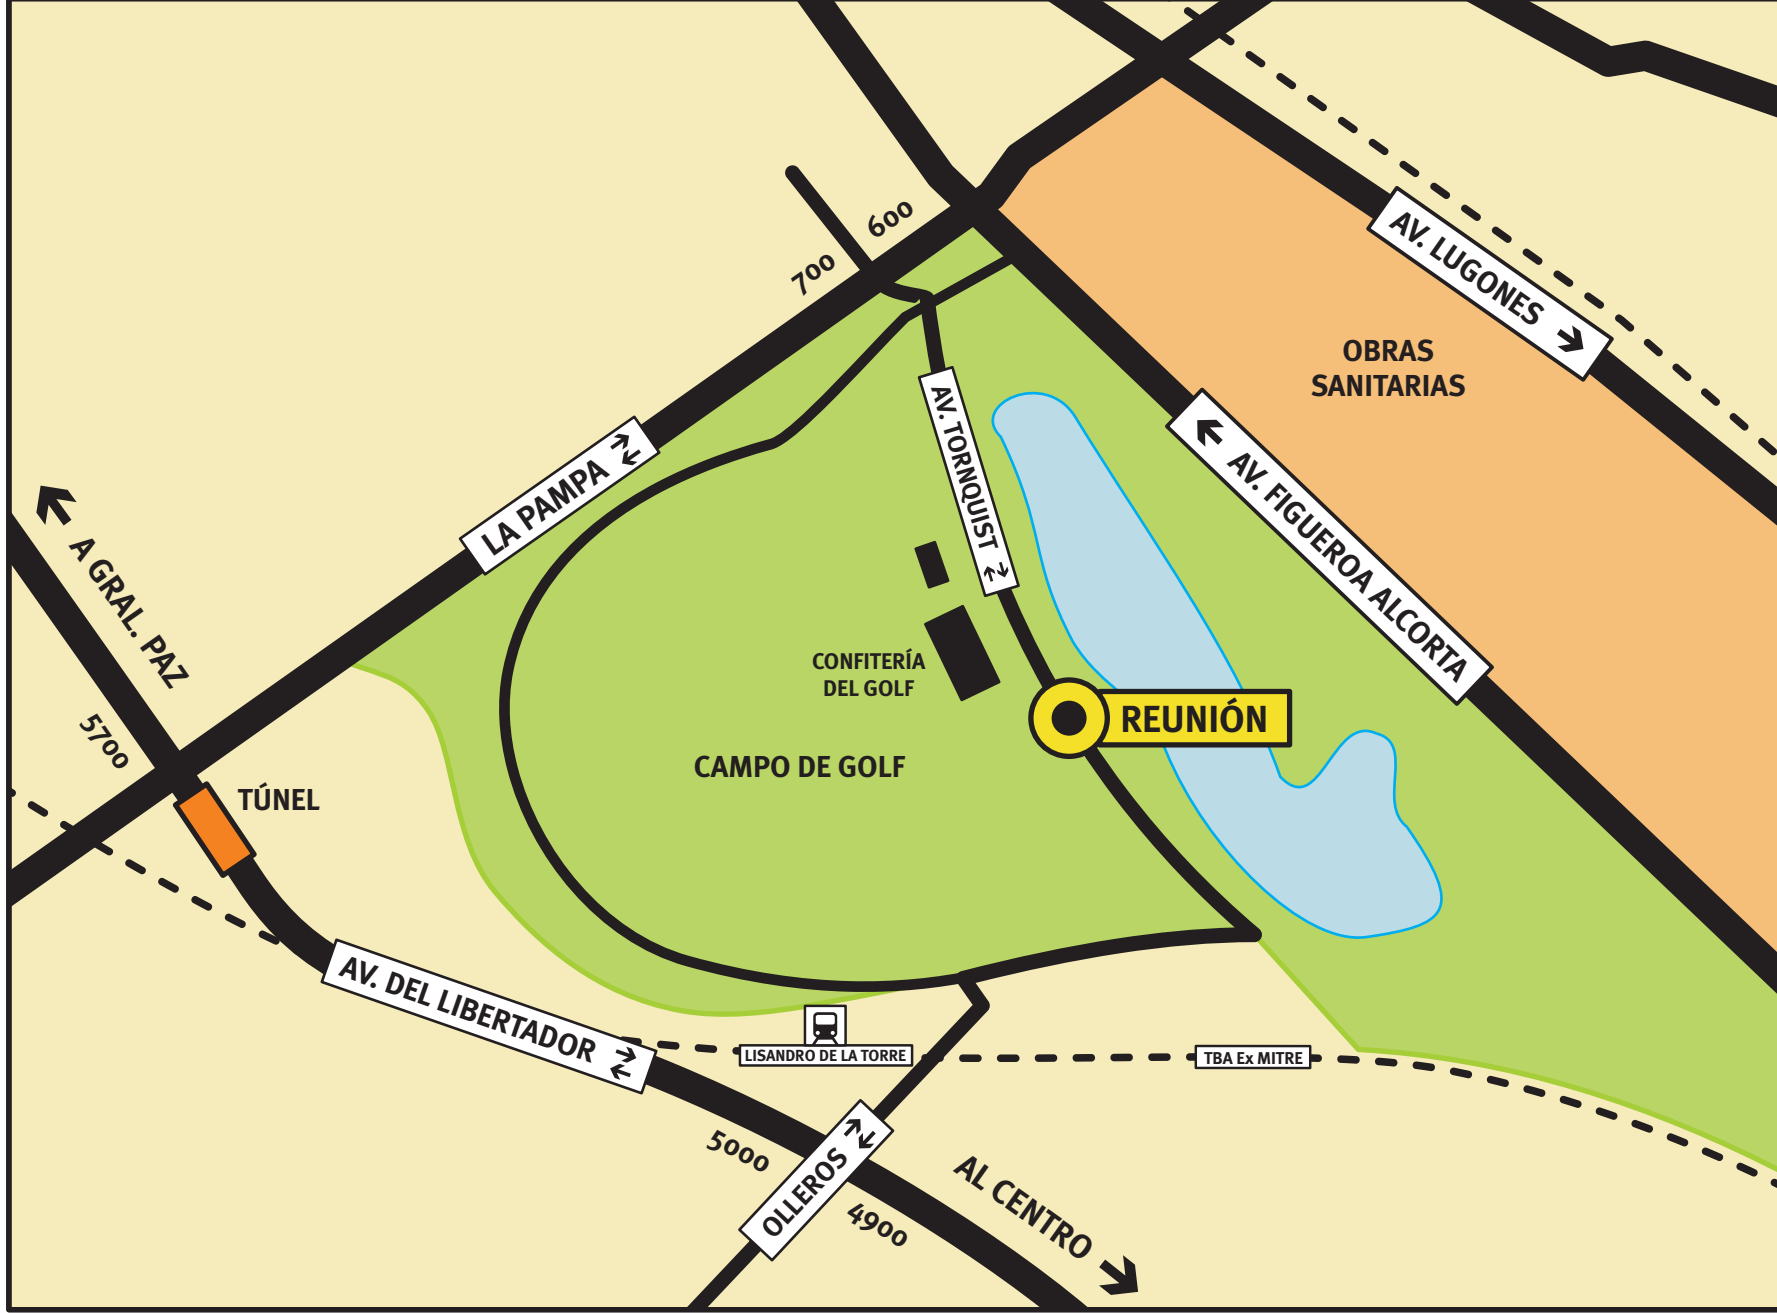 600
700
AV. LUGONES
OBRAS
SANITARIAS
AV. TORNQUIST
LA PAMPA
AV. FIGUEROA ALCORTA
A GRAL. PAZ
CONFITERÍA
DEL GOLF
REUNIÓN
5700
CAMPO DE GOLF
TÚNEL
AV. DEL LIBERTADOR
LISANDRO DE LA TORRE
TBA Ex MITRE
5000
OLLEROS
4900
AL CENTRO